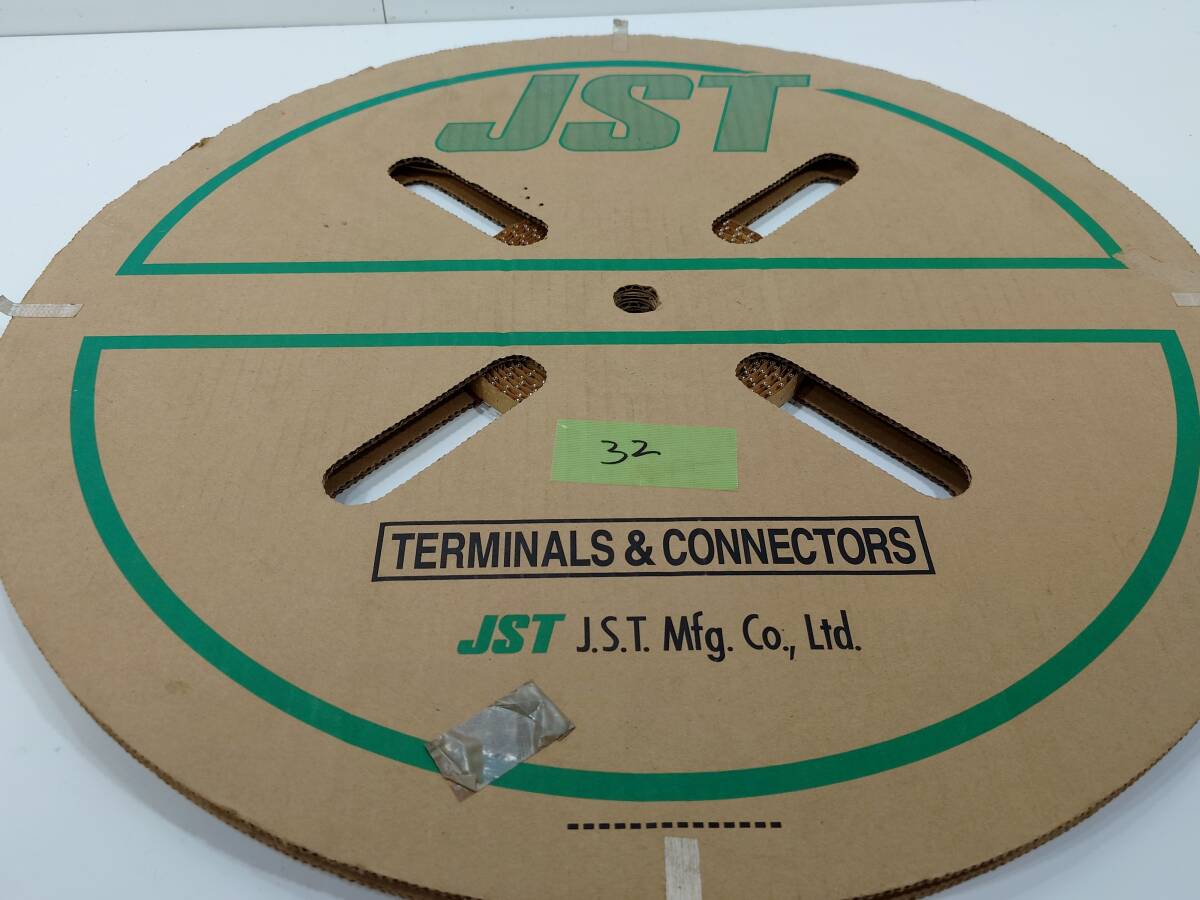 JST
32
TERMINALS & CONNECTORS
JST J.S.T. Mfg. Co., Ltd.